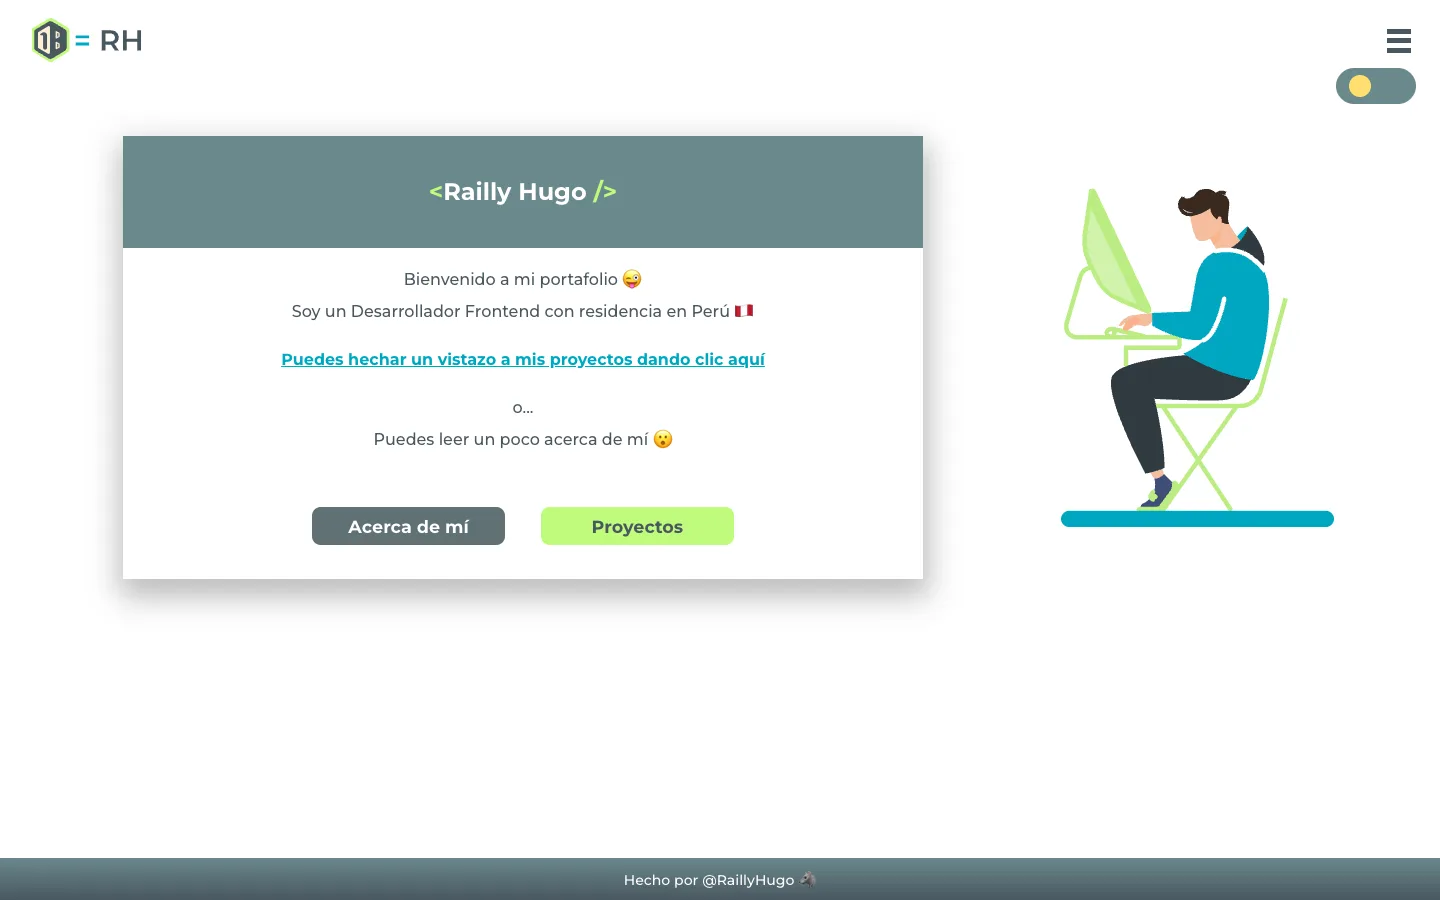 = RH
<Railly Hugo />
Bienvenido a mi portafolio 😜
Soy un Desarrollador Frontend con residencia en Perú 🇵🇪
Puedes hechar un vistazo a mis proyectos dando clic aquí
o...
Puedes leer un poco acerca de mí 😮
Acerca de mí
Proyectos
Hecho por @RaillyHugo 🐴